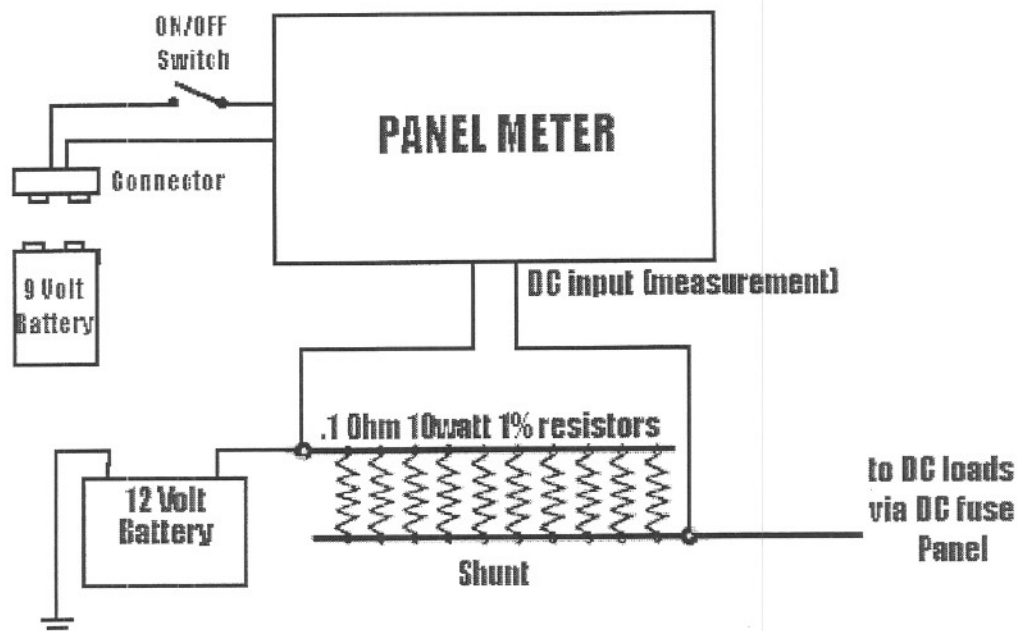 ON/OFF
Switch
PANEL METER
Connector
9 Volt
Battery
DC input (measurement)
.1 Ohm 10watt 1% resistors
12 Volt
Battery
Shunt
to DC loads
via DC fuse
Panel